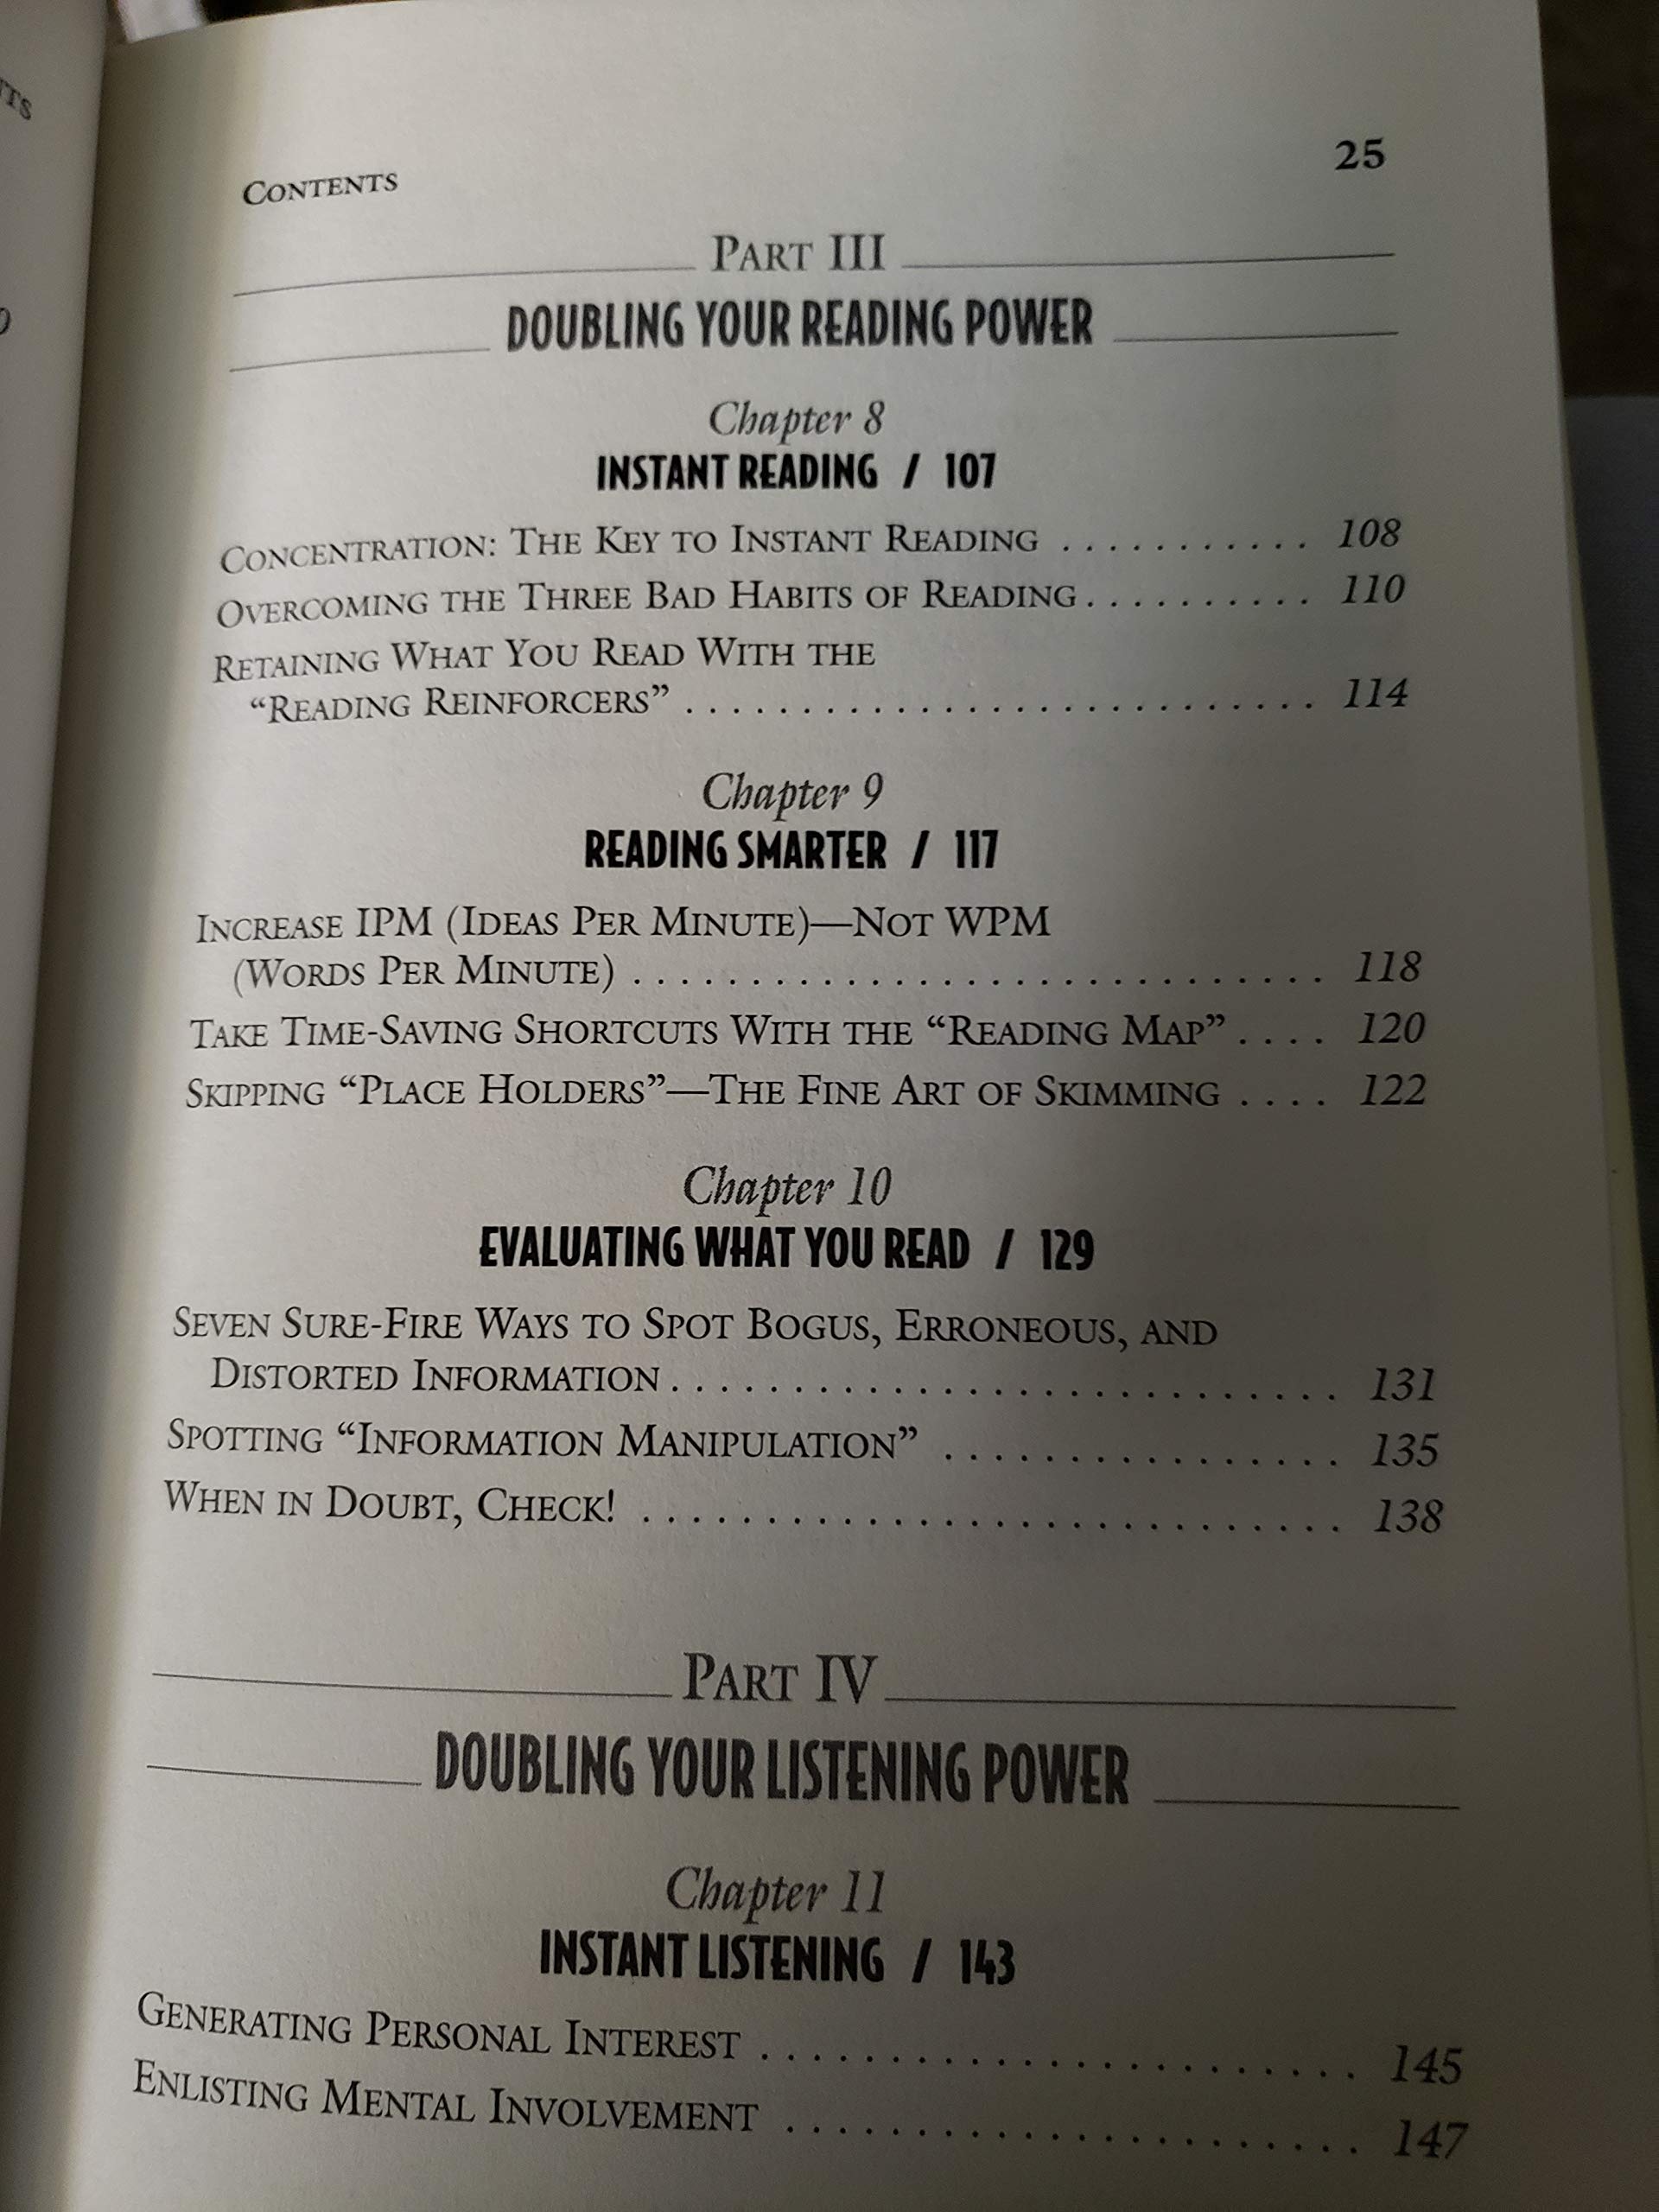 CONTENTS 25
PART III
DOUBLING YOUR READING POWER
Chapter 8
INSTANT READING / 107
CONCENTRATION: THE KEY TO INSTANT READING . . . . . . . . . . . 108
OVERCOMING THE THREE BAD HABITS OF READING. . . . . . . . . . 110
RETAINING WHAT YOU READ WITH THE
“READING REINFORCERS” . . . . . . . . . . . . . . . . . . . . . . . . . . . 114
Chapter 9
READING SMARTER / 117
INCREASE IPM (IDEAS PER MINUTE)—NOT WPM
(WORDS PER MINUTE) . . . . . . . . . . . . . . . . . . . . . . . . . . . . . 118
TAKE TIME-SAVING SHORTCUTS WITH THE “READING MAP” . . . . 120
SKIPPING “PLACE HOLDERS”—THE FINE ART OF SKIMMING . . . . 122
Chapter 10
EVALUATING WHAT YOU READ / 129
SEVEN SURE-FIRE WAYS TO SPOT BOGUS, ERRONEOUS, AND
DISTORTED INFORMATION. . . . . . . . . . . . . . . . . . . . . . . . . . . . 131
SPOTTING “INFORMATION MANIPULATION” . . . . . . . . . . . . . . . . . 135
WHEN IN DOUBT, CHECK! . . . . . . . . . . . . . . . . . . . . . . . . . . . . . 138
PART IV
DOUBLING YOUR LISTENING POWER
Chapter 11
INSTANT LISTENING / 143
GENERATING PERSONAL INTEREST . . . . . . . . . . . . . . . . . . . . . . . 145
ENLISTING MENTAL INVOLVEMENT . . . . . . . . . . . . . . . . . . . . . . 147